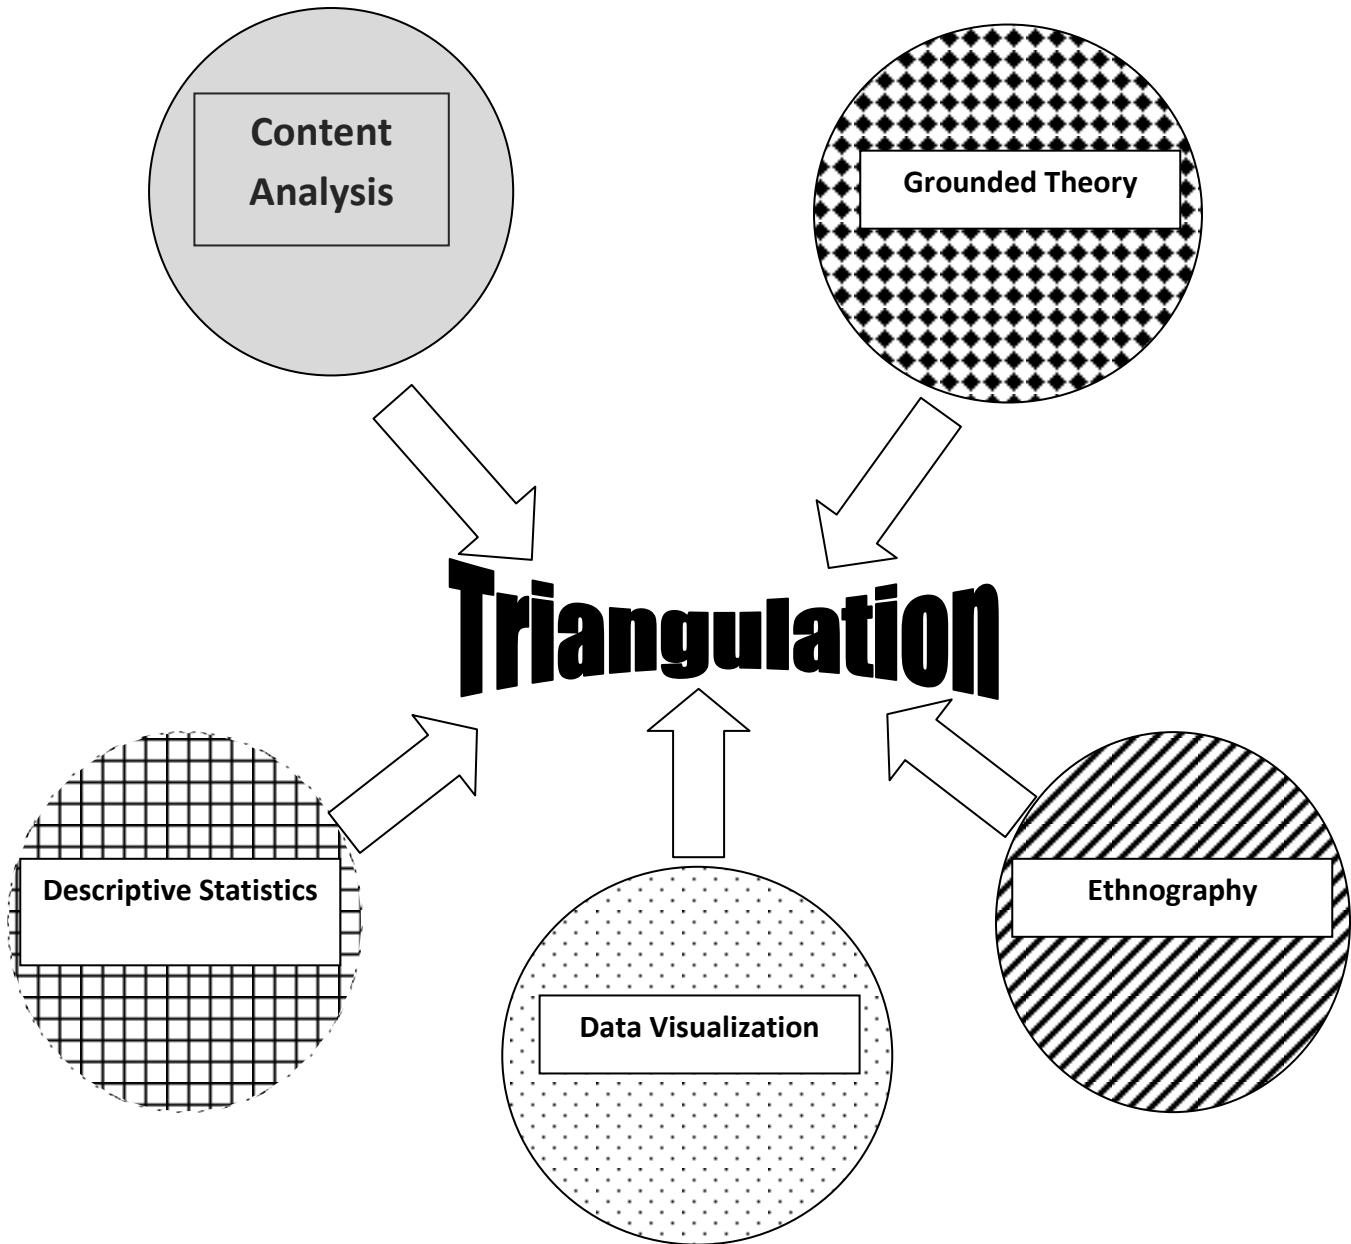 Content
Analysis
Grounded Theory
Triangulation
Descriptive Statistics
Data Visualization
Ethnography